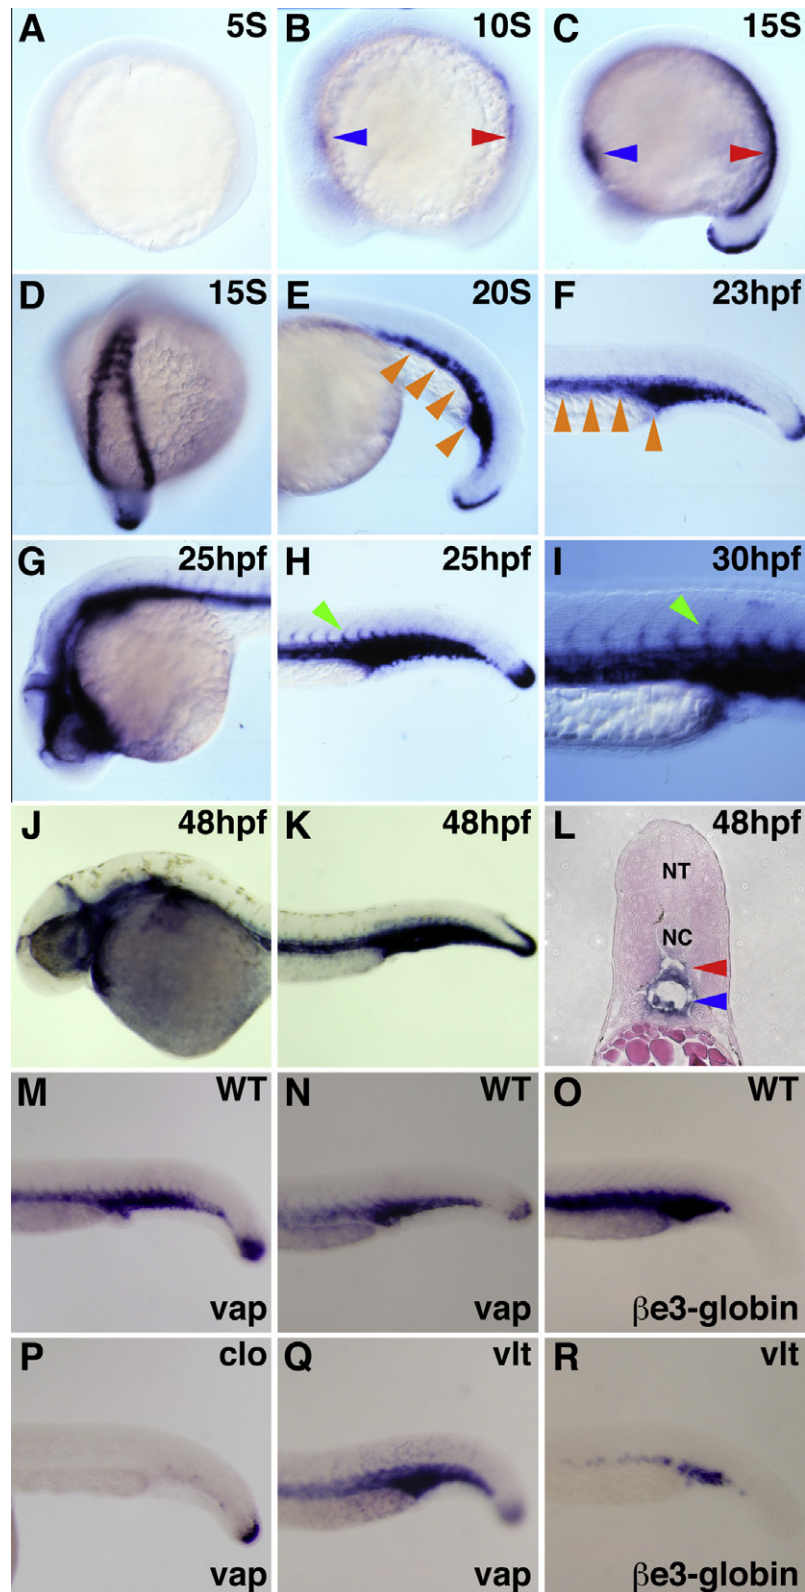 A 5S
B 10S
C 15S
D 15S
E 20S
F 23hpf
G 25hpf
H 25hpf
I 30hpf
J 48hpf
K 48hpf
L 48hpf
NT
NC
M WT
vap
N WT
vap
O WT
βe3-globin
P clo
vap
Q vlt
vap
R vlt
βe3-globin